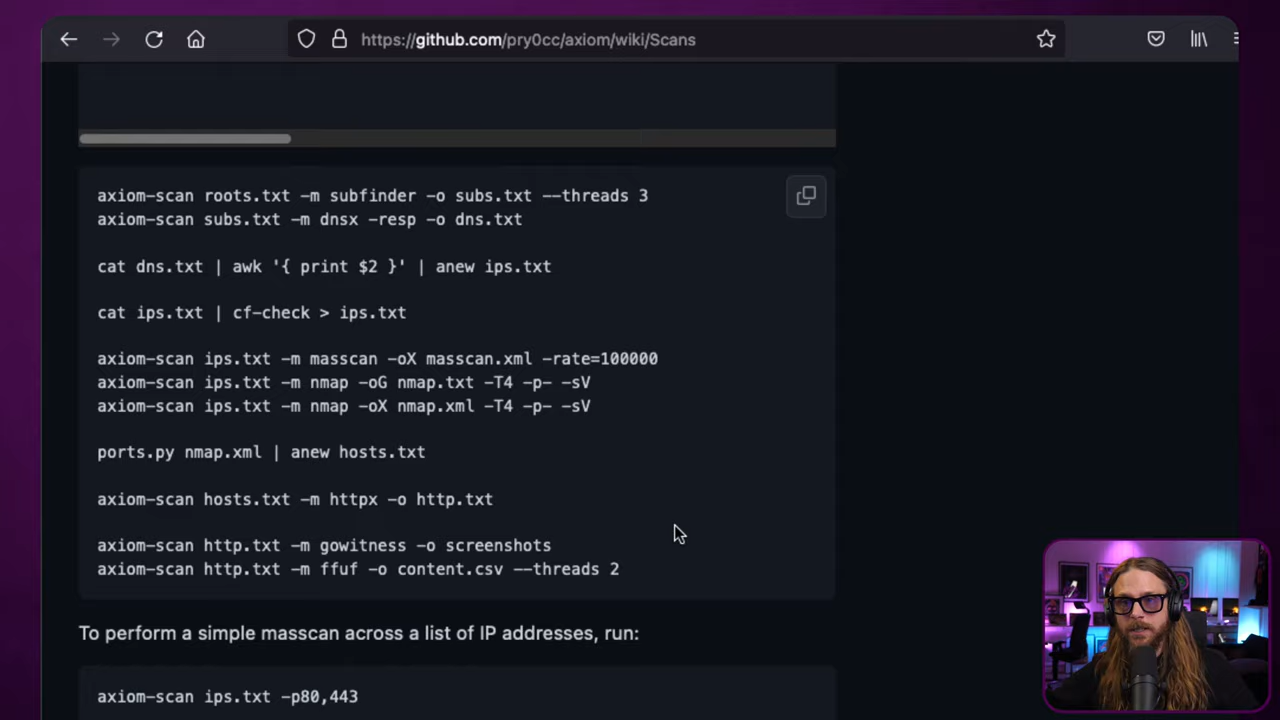 https://github.com/pry0cc/axiom/wiki/Scans
axiom-scan roots.txt -m subfinder -o subs.txt --threads 3
axiom-scan subs.txt -m dnsx -resp -o dns.txt
cat dns.txt | awk '{ print $2 }' | anew ips.txt
cat ips.txt | cf-check > ips.txt
axiom-scan ips.txt -m masscan -oX masscan.xml -rate=100000
axiom-scan ips.txt -m nmap -oG nmap.txt -T4 -p- -sV
axiom-scan ips.txt -m nmap -oX nmap.xml -T4 -p- -sV
ports.py nmap.xml | anew hosts.txt
axiom-scan hosts.txt -m httpx -o http.txt
axiom-scan http.txt -m gowitness -o screenshots
axiom-scan http.txt -m ffuf -o content.csv --threads 2
To perform a simple masscan across a list of IP addresses, run:
axiom-scan ips.txt -p80,443